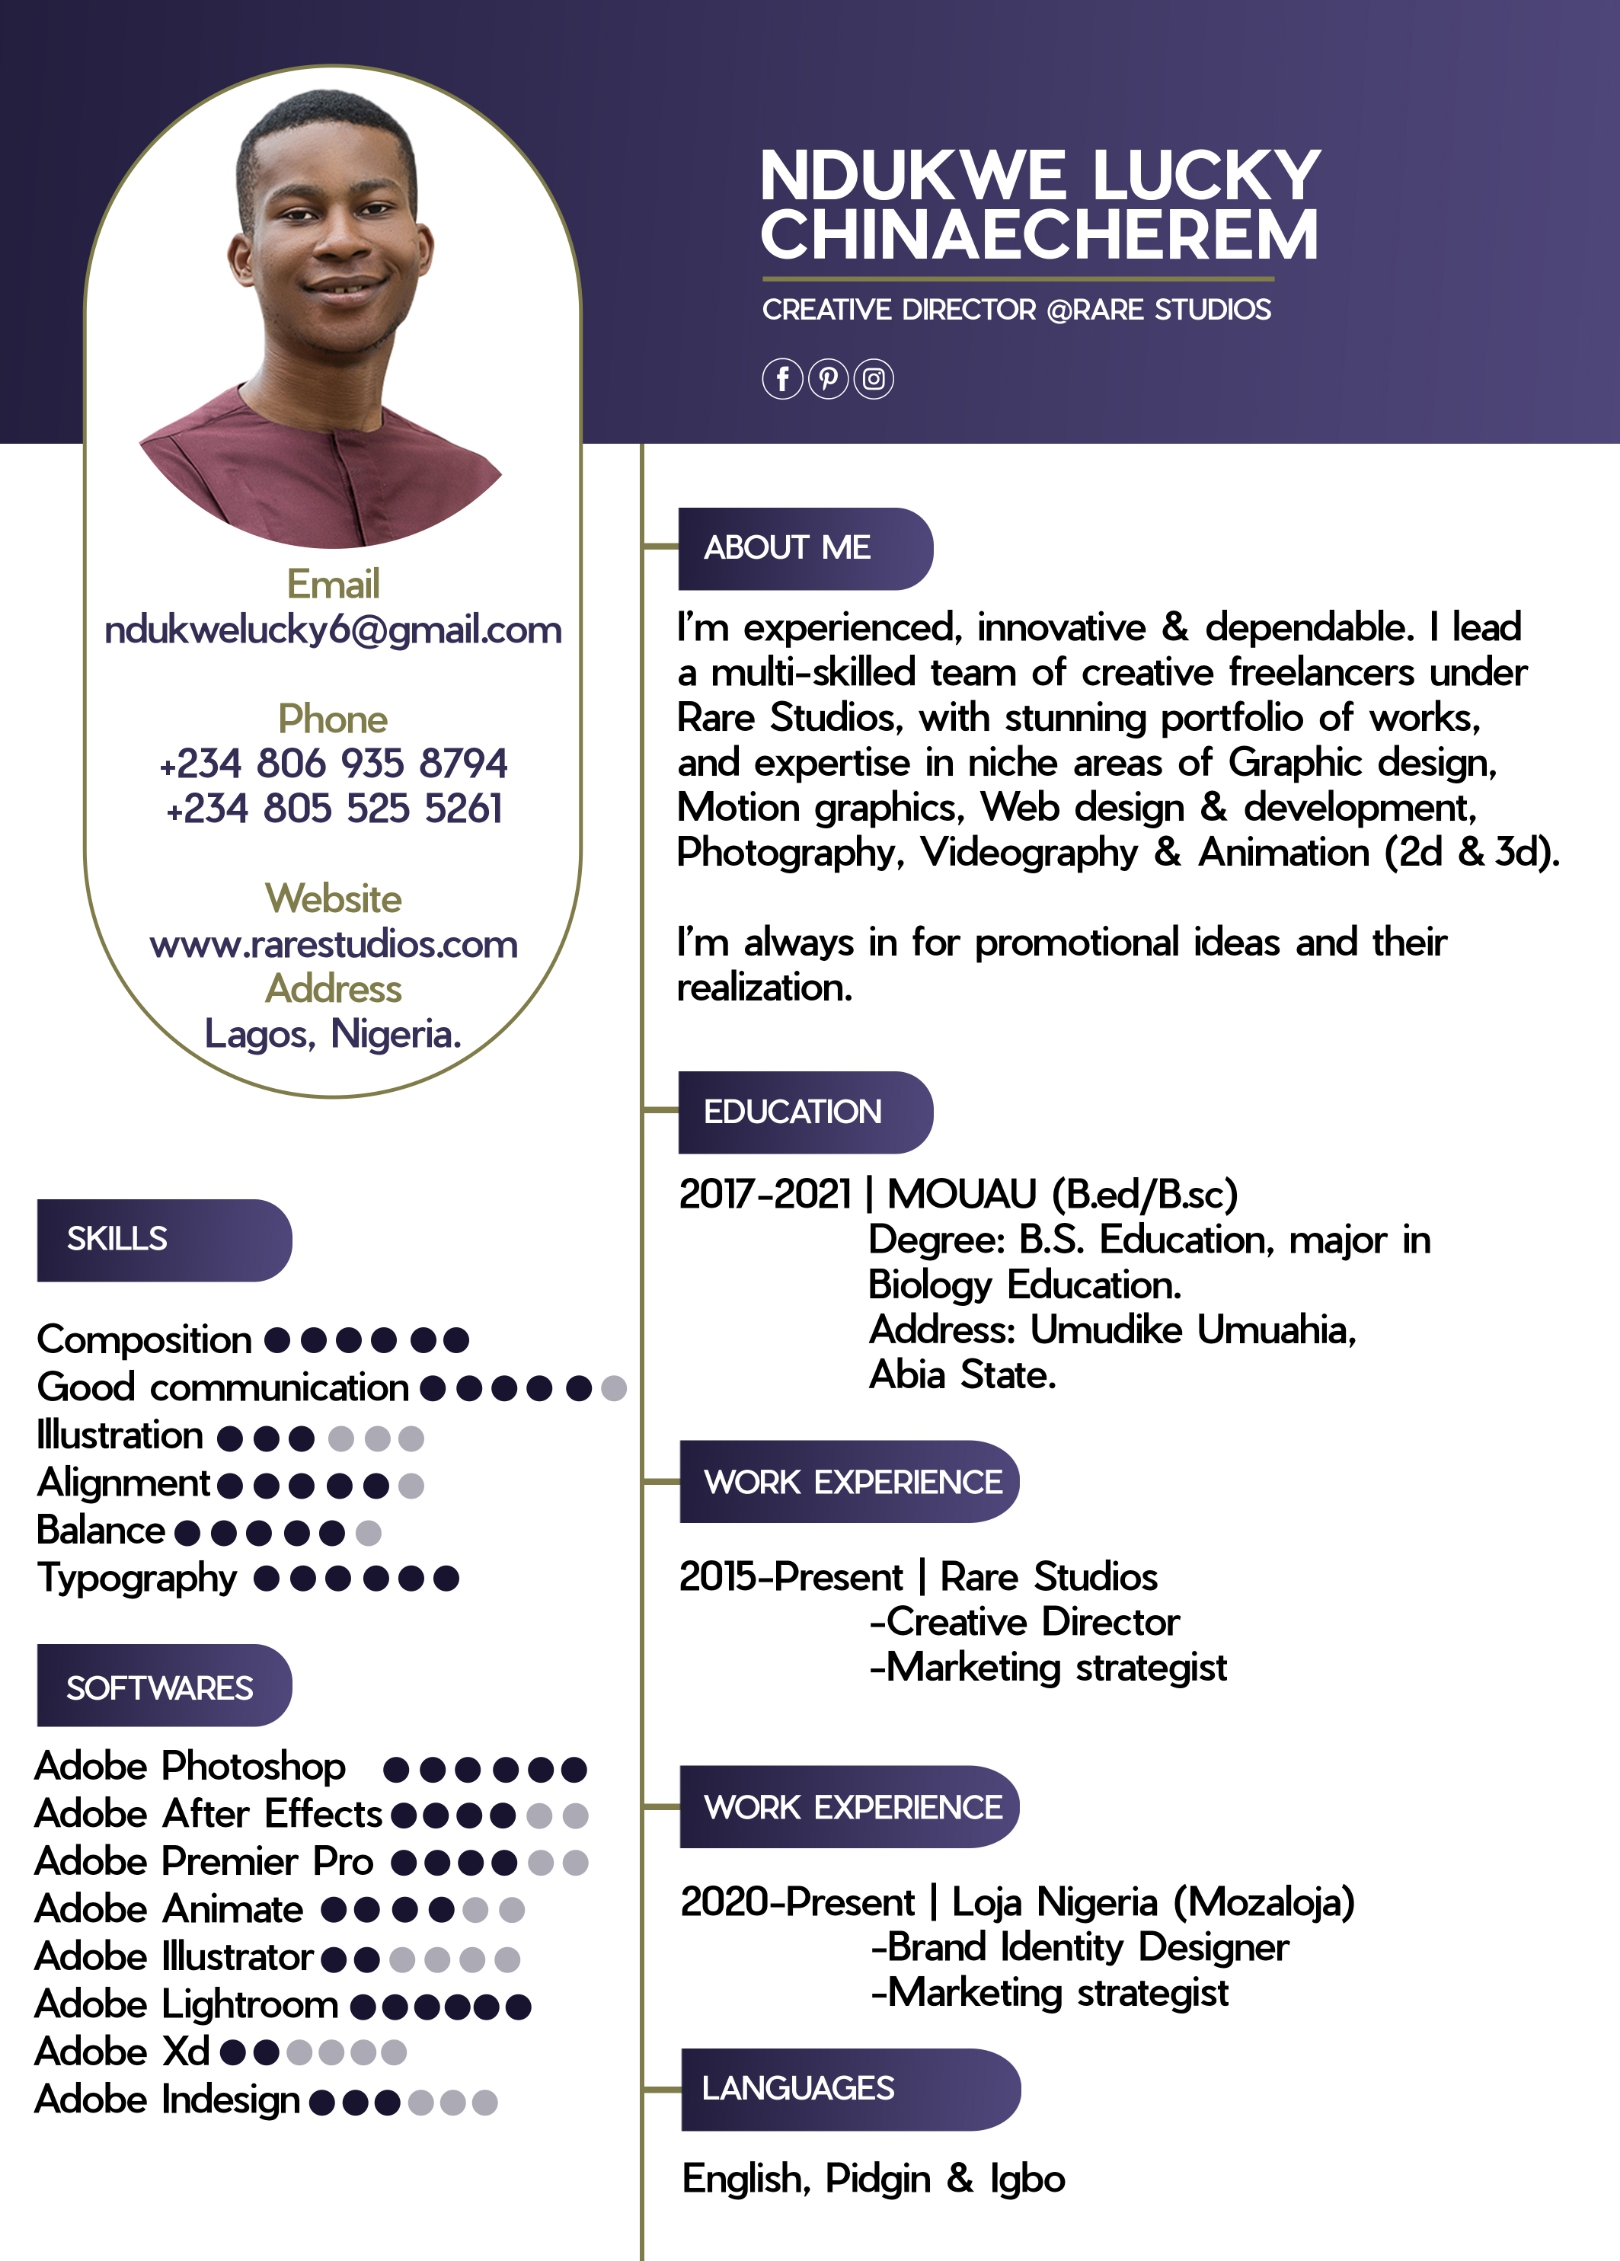 NDUKWE LUCKY
CHINAECHEREM
CREATIVE DIRECTOR @RARE STUDIOS
Email
ndukwelucky6@gmail.com
Phone
+234 806 935 8794
+234 805 525 5261
Website
www.rarestudios.com
Address
Lagos, Nigeria.
SKILLS
Composition
Good communication
Illustration
Alignment
Balance
Typography
SOFTWARES
Adobe Photoshop
Adobe After Effects
Adobe Premier Pro
Adobe Animate
Adobe Illustrator
Adobe Lightroom
Adobe Xd
Adobe Indesign
ABOUT ME
I'm experienced, innovative & dependable. I lead
a multi-skilled team of creative freelancers under
Rare Studios, with stunning portfolio of works,
and expertise in niche areas of Graphic design,
Motion graphics, Web design & development,
Photography, Videography & Animation (2d & 3d).
I'm always in for promotional ideas and their
realization.
EDUCATION
2017-2021 | MOUAU (B.ed/B.sc)
Degree: B.S. Education, major in
Biology Education.
Address: Umudike Umuahia,
Abia State.
WORK EXPERIENCE
2015-Present | Rare Studios
-Creative Director
-Marketing strategist
WORK EXPERIENCE
2020-Present | Loja Nigeria (Mozaloja)
-Brand Identity Designer
-Marketing strategist
LANGUAGES
English, Pidgin & Igbo